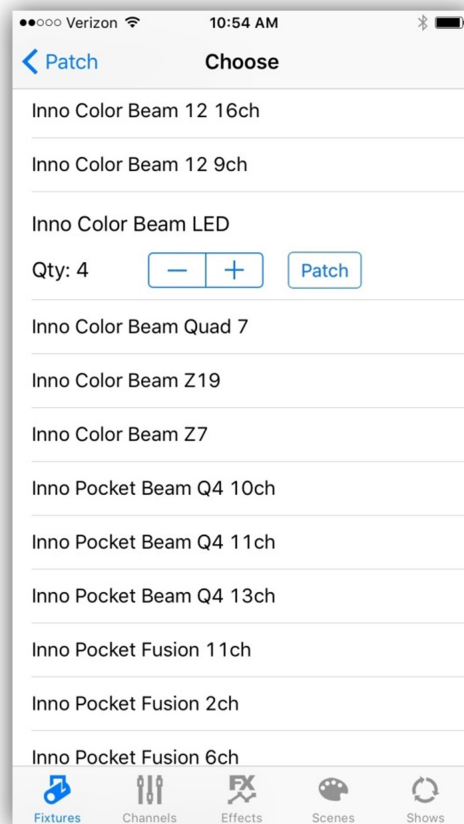 Verizon 10:54 AM
Patch Choose
Inno Color Beam 12 16ch
Inno Color Beam 12 9ch
Inno Color Beam LED
Qty: 4 − + Patch
Inno Color Beam Quad 7
Inno Color Beam Z19
Inno Color Beam Z7
Inno Pocket Beam Q4 10ch
Inno Pocket Beam Q4 11ch
Inno Pocket Beam Q4 13ch
Inno Pocket Fusion 11ch
Inno Pocket Fusion 2ch
Inno Pocket Fusion 6ch
FX
Fixtures Channels Effects Scenes Shows